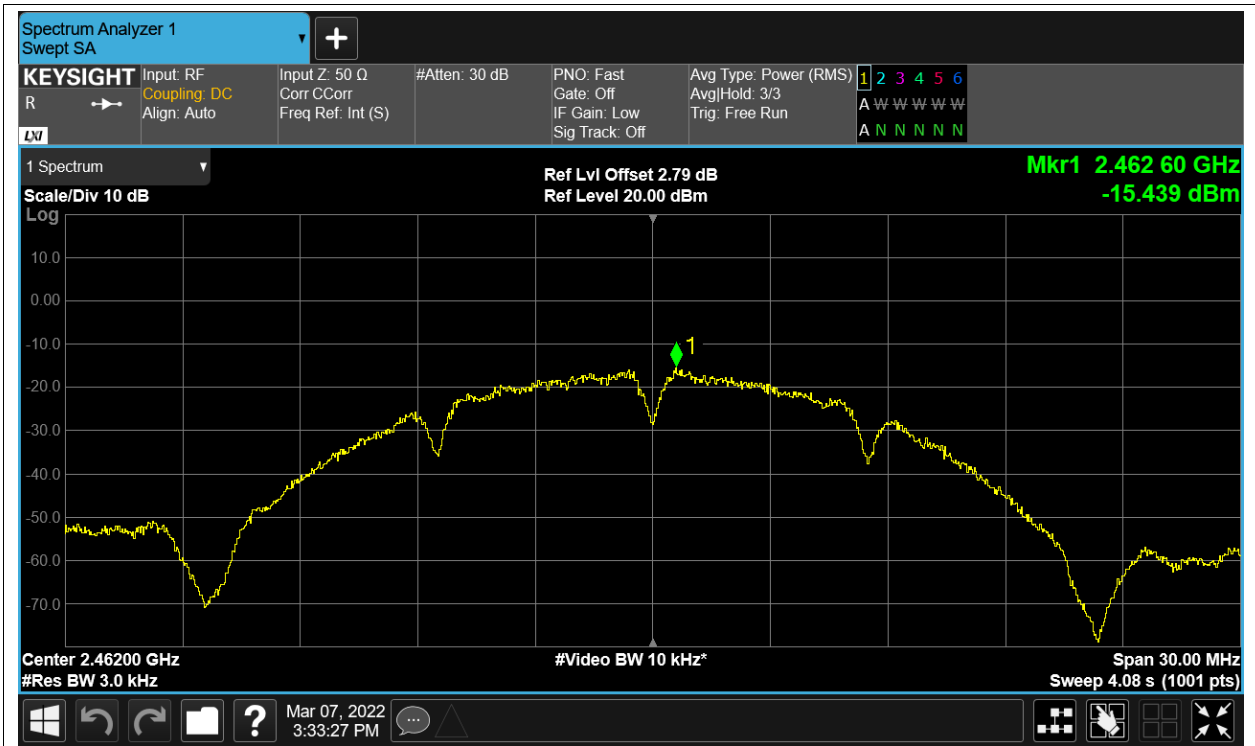 Spectrum Analyzer 1
Swept SA
KEYSIGHT
R
LXI
Input: RF
Coupling: DC
Align: Auto
Input Z: 50 Ω
Corr CCorr
Freq Ref: Int (S)
#Atten: 30 dB
PNO: Fast
Gate: Off
IF Gain: Low
Sig Track: Off
Avg Type: Power (RMS)
Avg|Hold: 3/3
Trig: Free Run
1 2 3 4 5 6
A W W W W W
A N N N N N
1 Spectrum
Scale/Div 10 dB
Log
Ref Lvl Offset 2.79 dB
Ref Level 20.00 dBm
Mkr1 2.462 60 GHz
-15.439 dBm
10.0
0.00
-10.0
1
-20.0
-30.0
-40.0
-50.0
-60.0
-70.0
Center 2.46200 GHz
#Res BW 3.0 kHz
#Video BW 10 kHz*
Span 30.00 MHz
Sweep 4.08 s (1001 pts)
?
Mar 07, 2022
3:33:27 PM